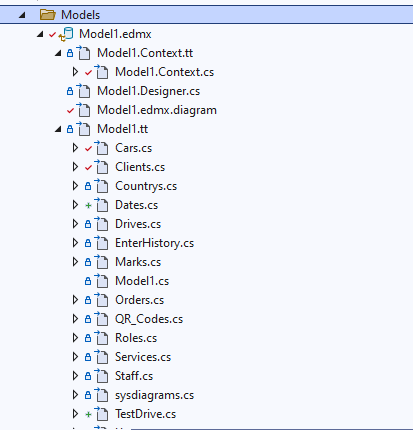 Models
Model1.edmx
Model1.Context.tt
Model1.Context.cs
Model1.Designer.cs
Model1.edmx.diagram
Model1.tt
Cars.cs
Clients.cs
Countrys.cs
Dates.cs
Drives.cs
EnterHistory.cs
Marks.cs
Model1.cs
Orders.cs
QR_Codes.cs
Roles.cs
Services.cs
Staff.cs
sysdiagrams.cs
TestDrive.cs